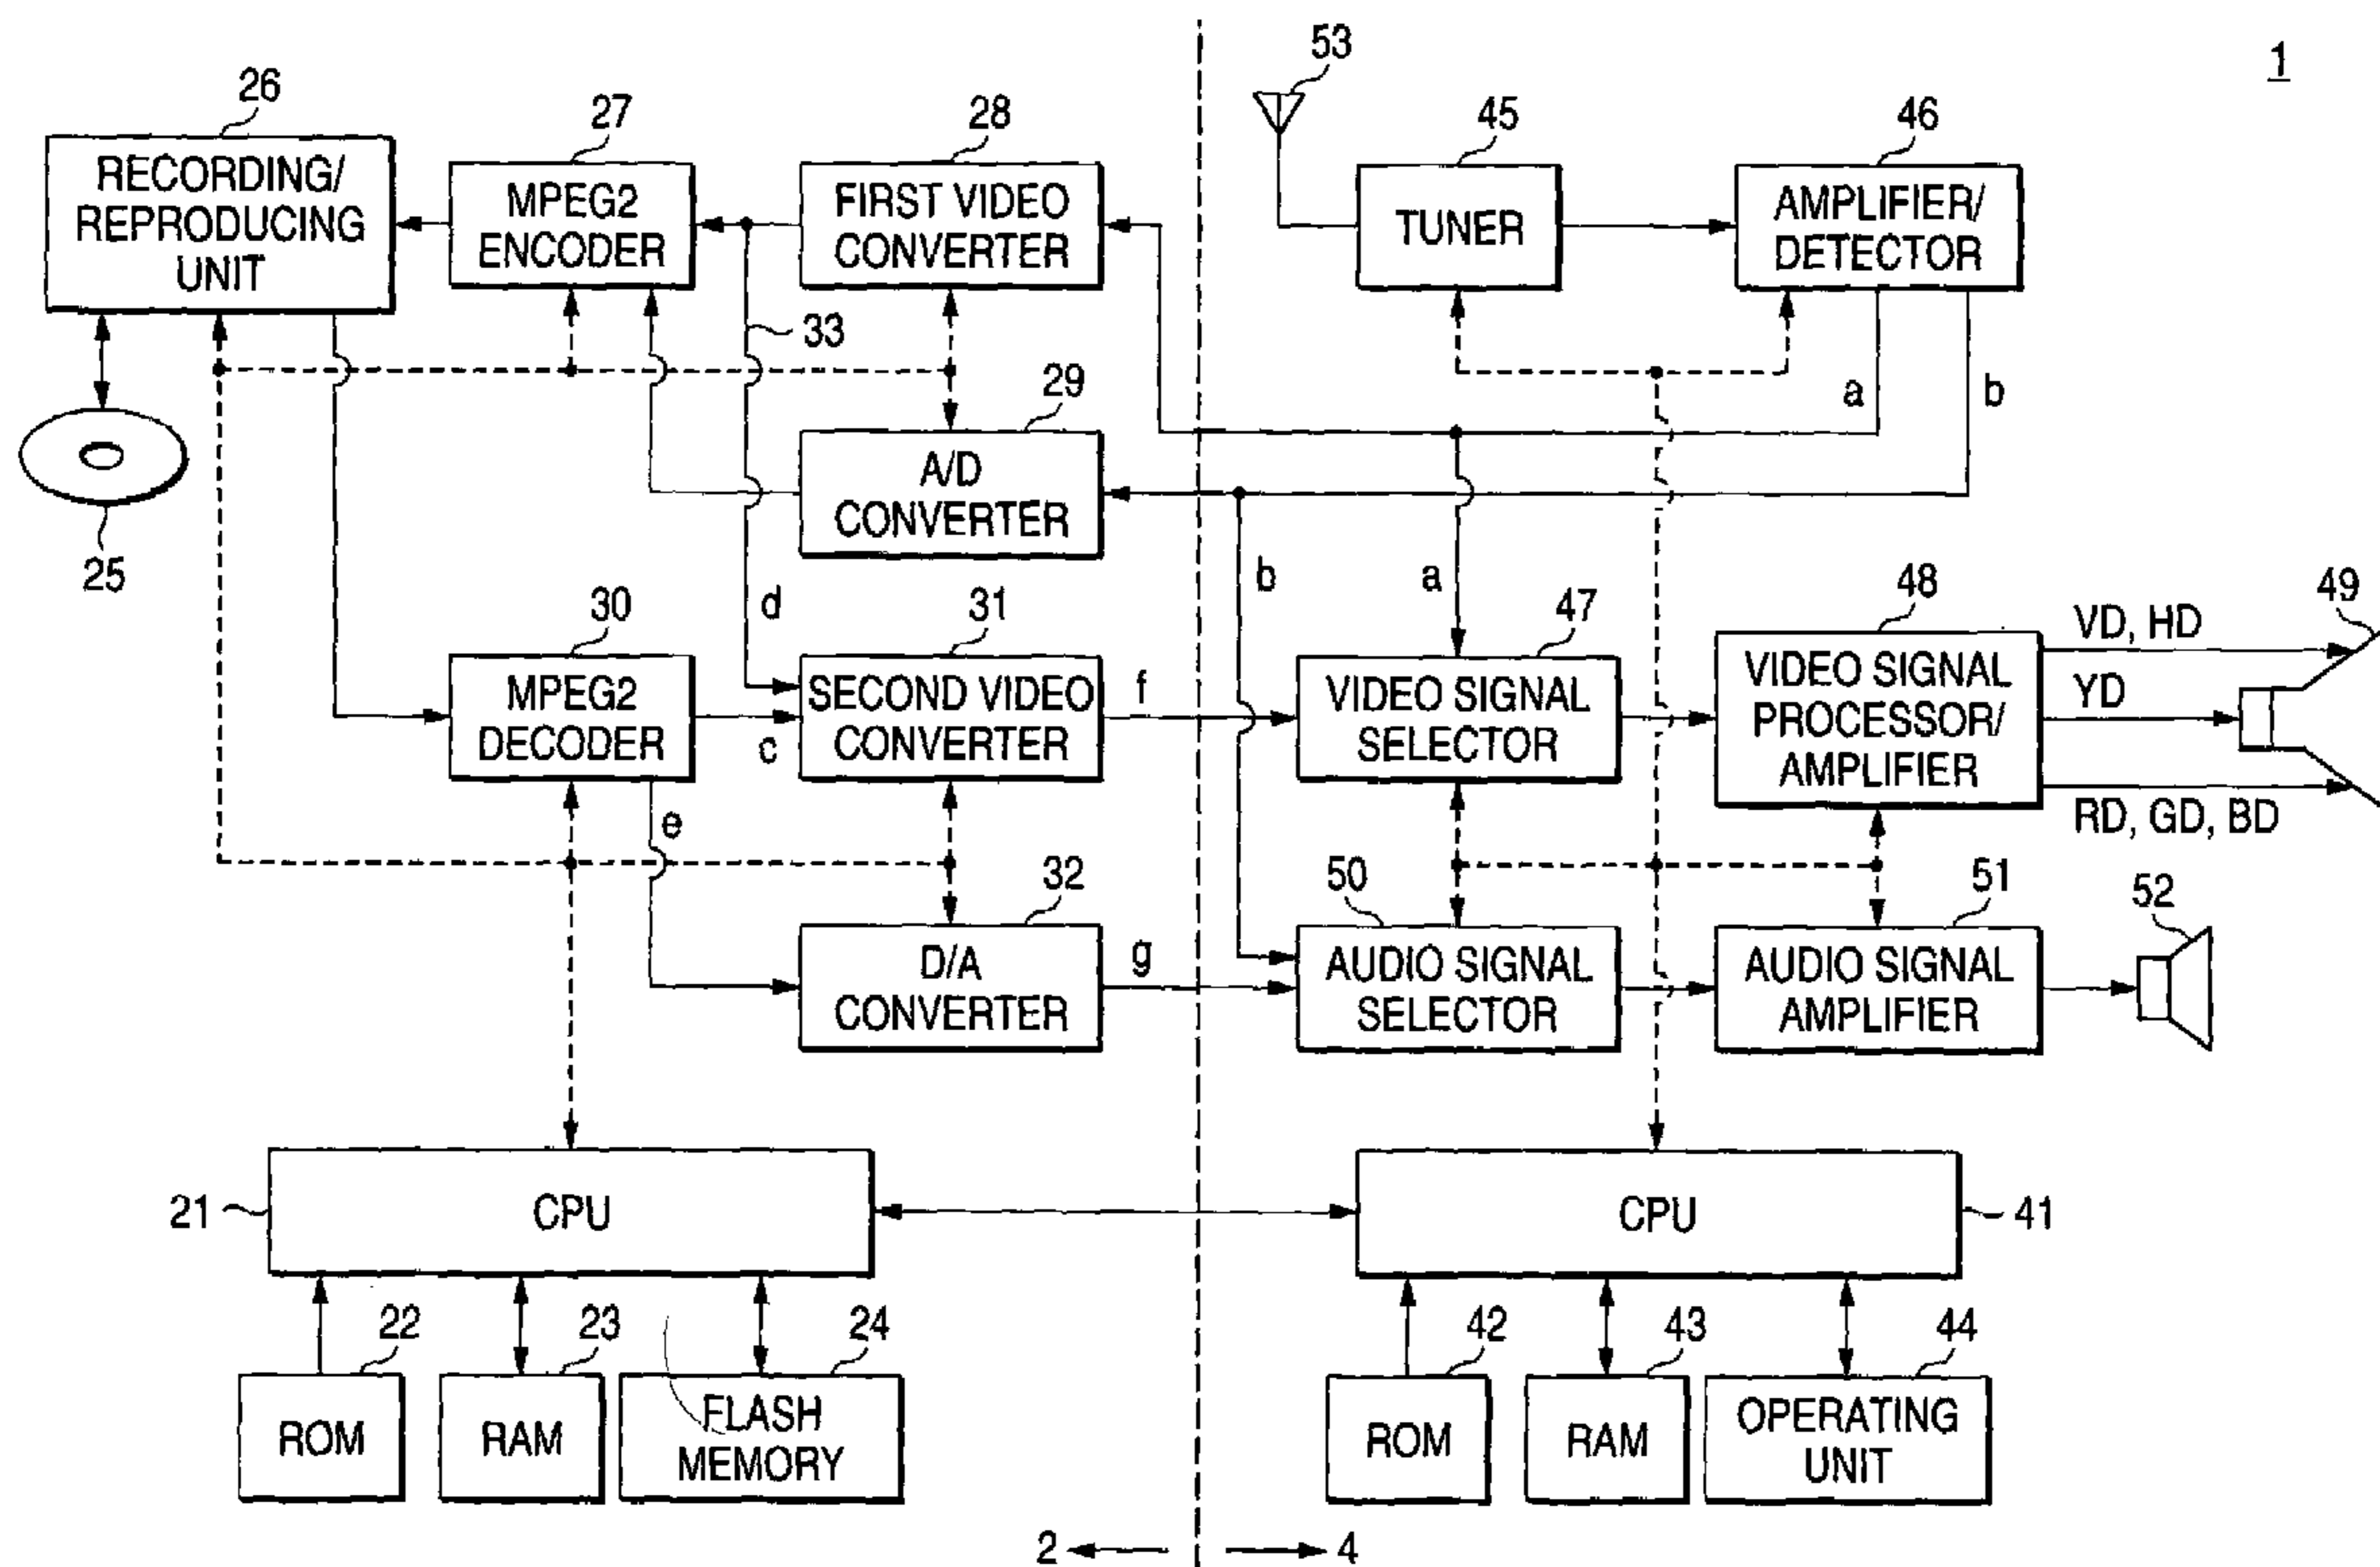 1
53
26
27
28
45
46
RECORDING/
REPRODUCING
UNIT
MPEG2
ENCODER
FIRST VIDEO
CONVERTER
TUNER
AMPLIFIER/
DETECTOR
33
a
b
25
29
A/D
CONVERTER
b
a
d
30
31
47
48
49
MPEG2
DECODER
c
SECOND VIDEO
CONVERTER
f
VIDEO SIGNAL
SELECTOR
VIDEO SIGNAL
PROCESSOR/
AMPLIFIER
VD, HD
YD
RD, GD, BD
e
32
50
51
52
D/A
CONVERTER
g
AUDIO SIGNAL
SELECTOR
AUDIO SIGNAL
AMPLIFIER
21
CPU
CPU
41
22
23
24
42
43
44
ROM
RAM
FLASH
MEMORY
ROM
RAM
OPERATING
UNIT
2
4